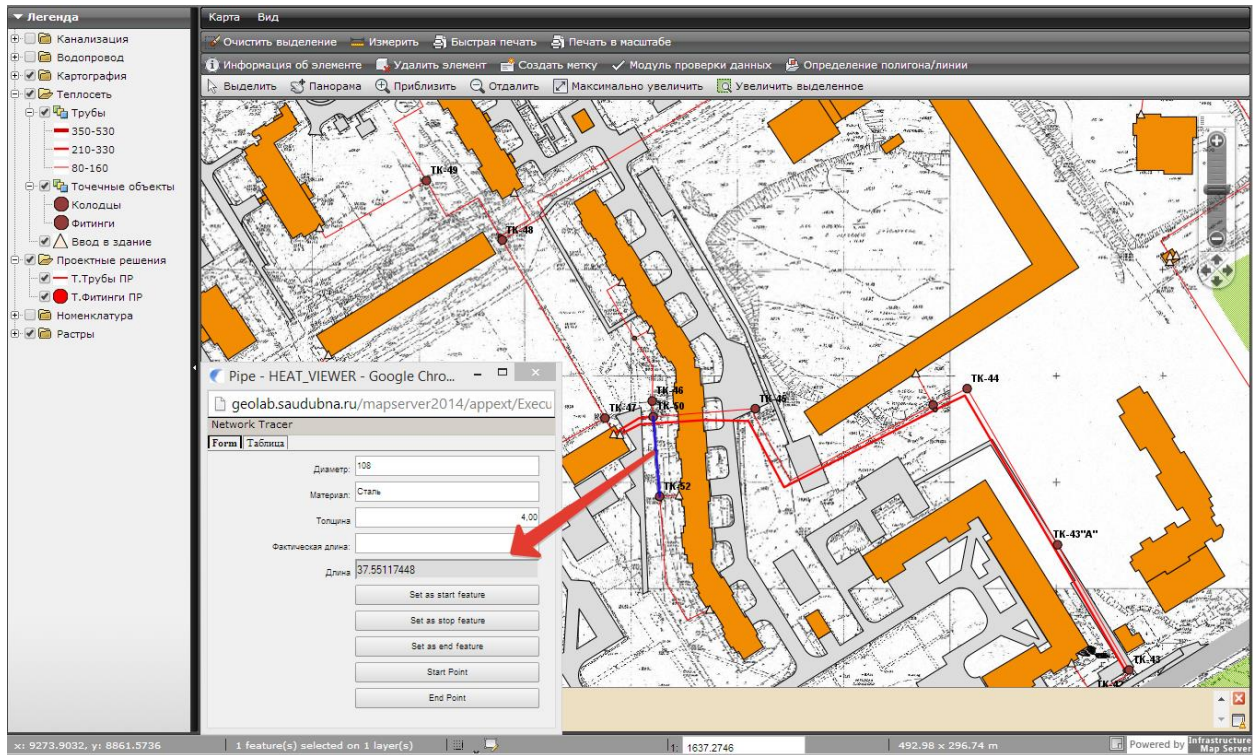 Легенда
Канализация
Водопровод
Картография
Теплосеть
Трубы
350-530
210-330
80-160
Точечные объекты
Колодцы
Фитинги
Ввод в здание
Проектные решения
Т.Трубы ПР
Т.Фитинги ПР
Номенклатура
Растры
Карта Вид
Очистить выделение Измерить Быстрая печать Печать в масштабе
Информация об элементе Удалить элемент Создать метку Модуль проверки данных Определение полигона/линии
Выделить Панорама Приблизить Отдалить Максимально увеличить Увеличить выделенное
ТК-49
ТК-48
ТК-44
ТК-46
ТК-47
ТК-50
ТК-52
ТК-43"А"
ТК-43
Pipe - HEAT_VIEWER - Google Chro...
geolab.saudubna.ru/mapserver2014/appext/Execu
Network Tracer
Form Таблица
Диаметр: 108
Материал: Сталь
Толщина 4,00
Фактическая длина:
Длина 37.55117448
Set as start feature
Set as stop feature
Set as end feature
Start Point
End Point
x: 9273.9032, y: 8861.5736
1 feature(s) selected on 1 layer(s)
1: 1637.2746
492.98 x 296.74 m
Powered by Infrastructure Map Server